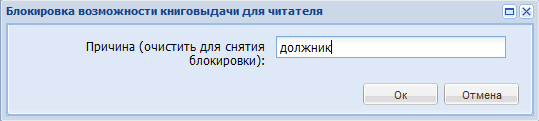 Блокировка возможности книговыдачи для читателя
Причина (очистить для снятия
блокировки):
должник
Ок
Отмена